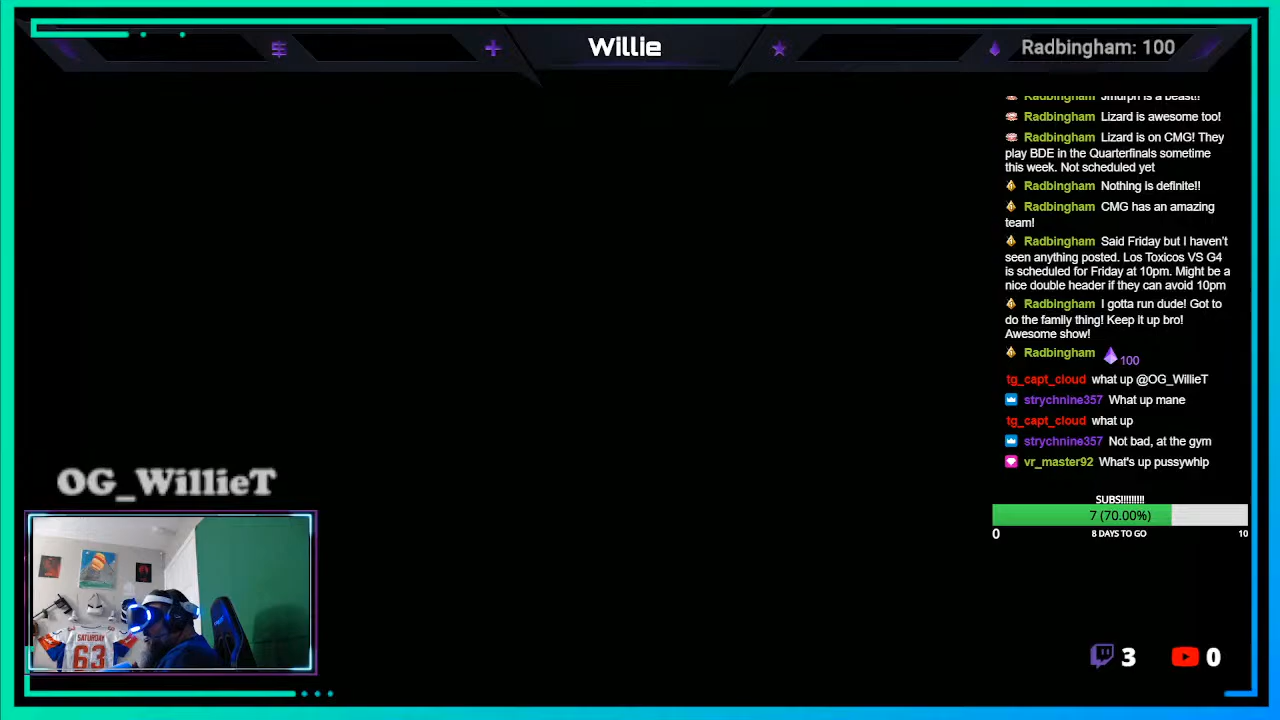 Willie
Radbingham: 100
Radbingham Jmurph is a beast!!
Radbingham Lizard is awesome too!
Radbingham Lizard is on CMG! They
play BDE in the Quarterfinals sometime
this week. Not scheduled yet
Radbingham Nothing is definite!!
Radbingham CMG has an amazing
team!
Radbingham Said Friday but I haven't
seen anything posted. Los Toxicos VS G4
is scheduled for Friday at 10pm. Might be a
nice double header if they can avoid 10pm
Radbingham I gotta run dude! Got to
do the family thing! Keep it up bro!
Awesome show!
Radbingham 100
tg_capt_cloud what up @OG_WillieT
strychnine357 What up mane
tg_capt_cloud what up
strychnine357 Not bad, at the gym
vr_master92 What's up pussywhip
SUBS!!!!!!!!!
7 (70.00%)
0 8 DAYS TO GO 10
OG_WillieT
SATURDAY
63
3 0